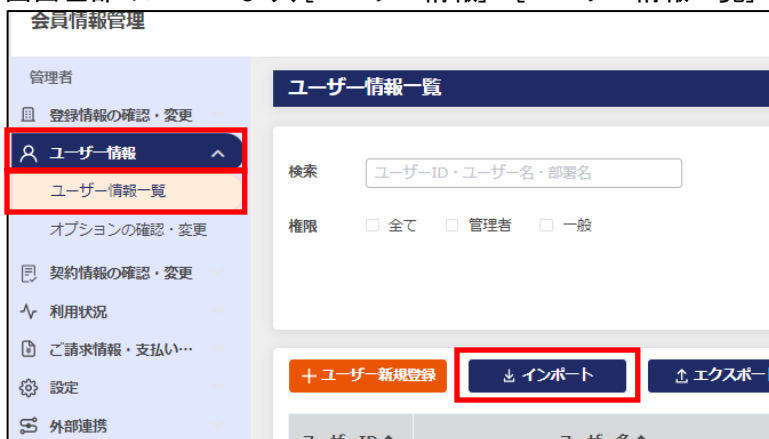 会員情報管理
管理者
登録情報の確認・変更
ユーザー情報
ユーザー情報一覧
オプションの確認・変更
契約情報の確認・変更
利用状況
ご請求情報・支払い…
設定
外部連携
ユーザー情報一覧
検索 ユーザーID・ユーザー名・部署名
権限 全て 管理者 一般
ユーザー新規登録 インポート エクスポート